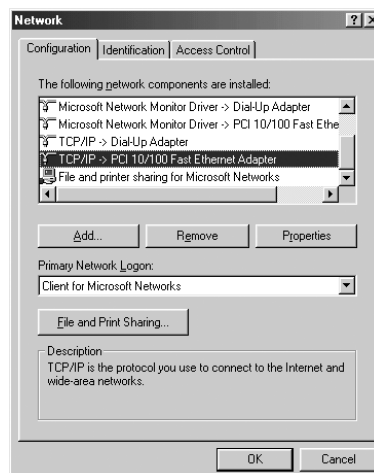 Network
Configuration Identification Access Control
The following network components are installed:
Microsoft Network Monitor Driver -> Dial-Up Adapter
Microsoft Network Monitor Driver -> PCI 10/100 Fast Ethe
TCP/IP -> Dial-Up Adapter
TCP/IP -> PCI 10/100 Fast Ethernet Adapter
File and printer sharing for Microsoft Networks
Add... Remove Properties
Primary Network Logon:
Client for Microsoft Networks
File and Print Sharing...
Description
TCP/IP is the protocol you use to connect to the Internet and
wide-area networks.
OK Cancel